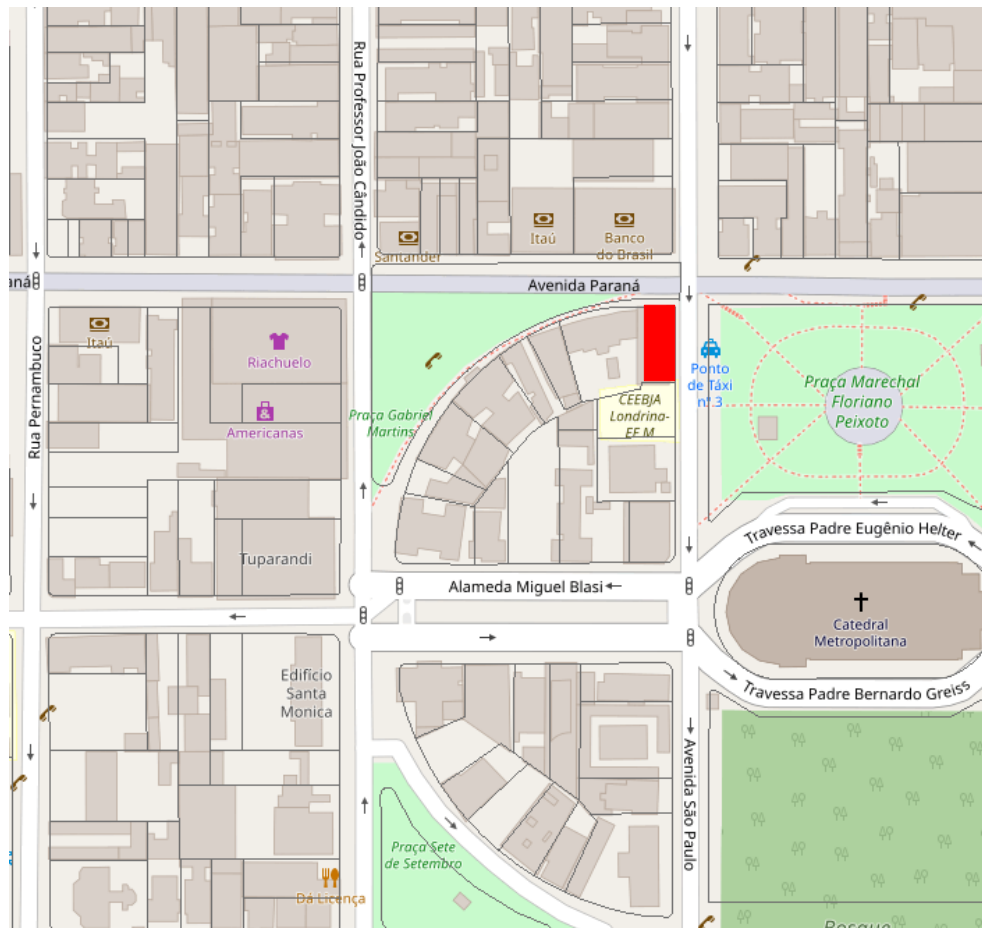 Rua Professor João Cândido
Santander
Itaú
Banco
do Brasil
aná
Avenida Paraná
Itaú
Riachuelo
Americanas
Rua Pernambuco
Praça Gabriel
Martins
CEEBJA
Londrina-
EF M
Ponto
de Táxi
nº 3
Praça Marechal
Floriano
Peixoto
Tuparandi
Travessa Padre Eugênio Helter
Alameda Miguel Blasi
Catedral
Metropolitana
Edifício
Santa
Monica
Travessa Padre Bernardo Greiss
Avenida São Paulo
Praça Sete
de Setembro
Dá Licença
Bosque